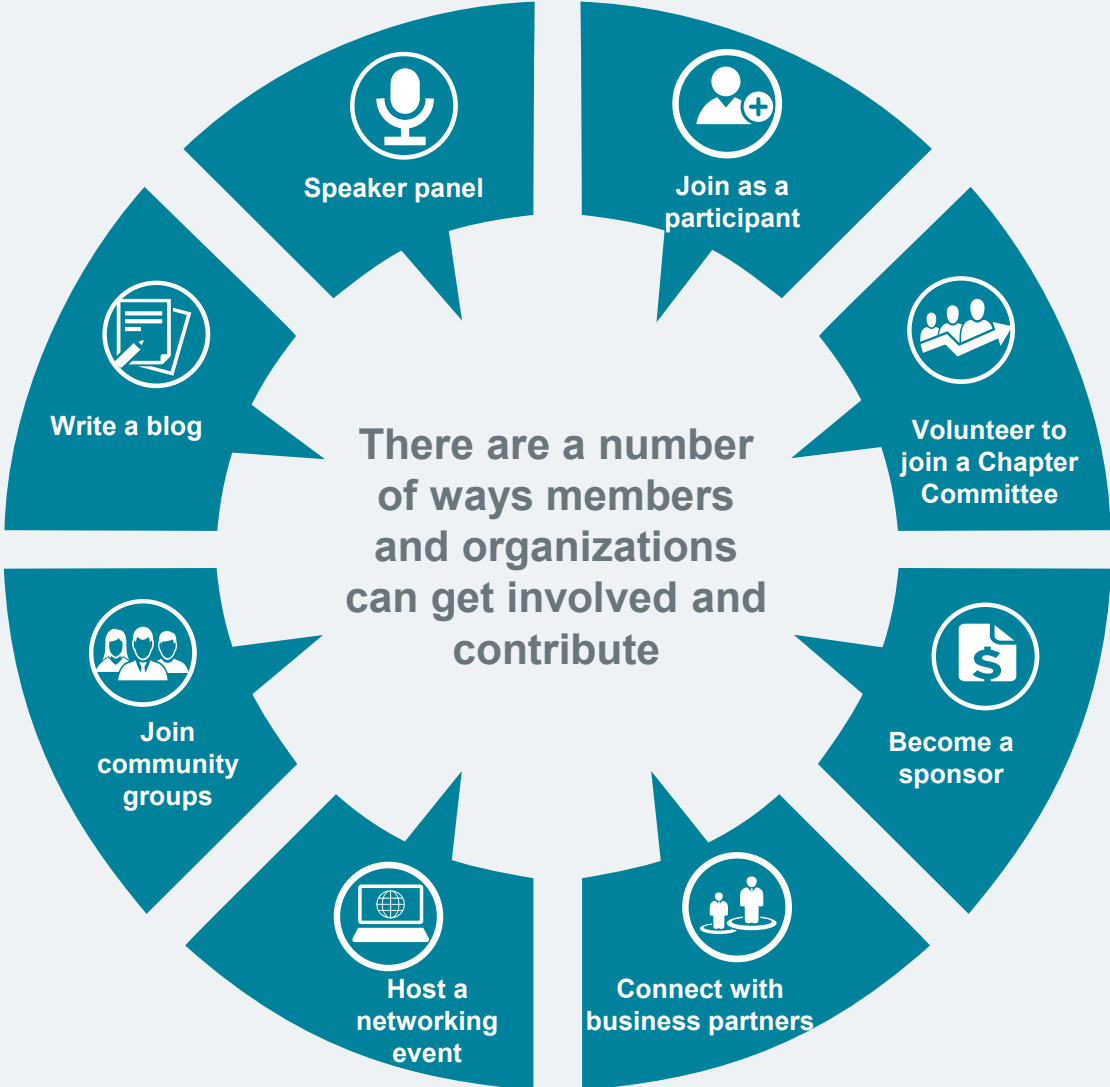 Speaker panel
Join as a
participant
Volunteer to
join a Chapter
Committee
Become a
sponsor
Connect with
business partners
Host a
networking
event
Join
community
groups
Write a blog
There are a number
of ways members
and organizations
can get involved and
contribute